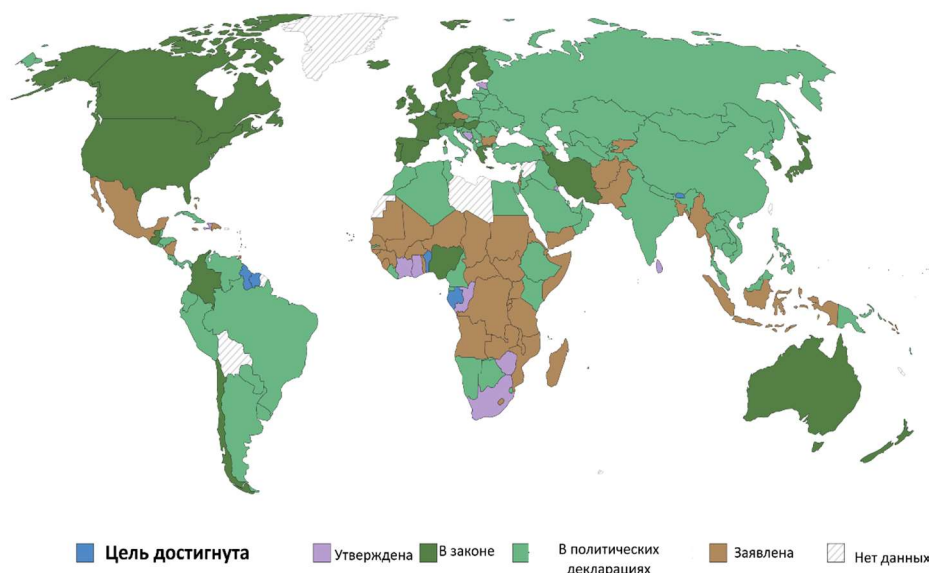 Цель достигнута
Утверждена
В законе
В политических
декларациях
Заявлена
Нет данных